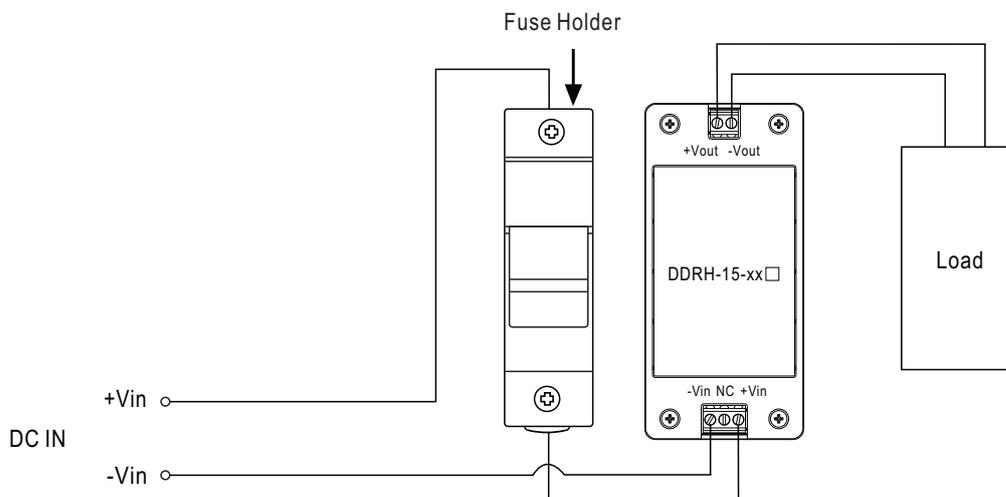 Fuse Holder
+Vout -Vout
DDRH-15-xx□
Load
-Vin NC +Vin
+Vin
DC IN
-Vin